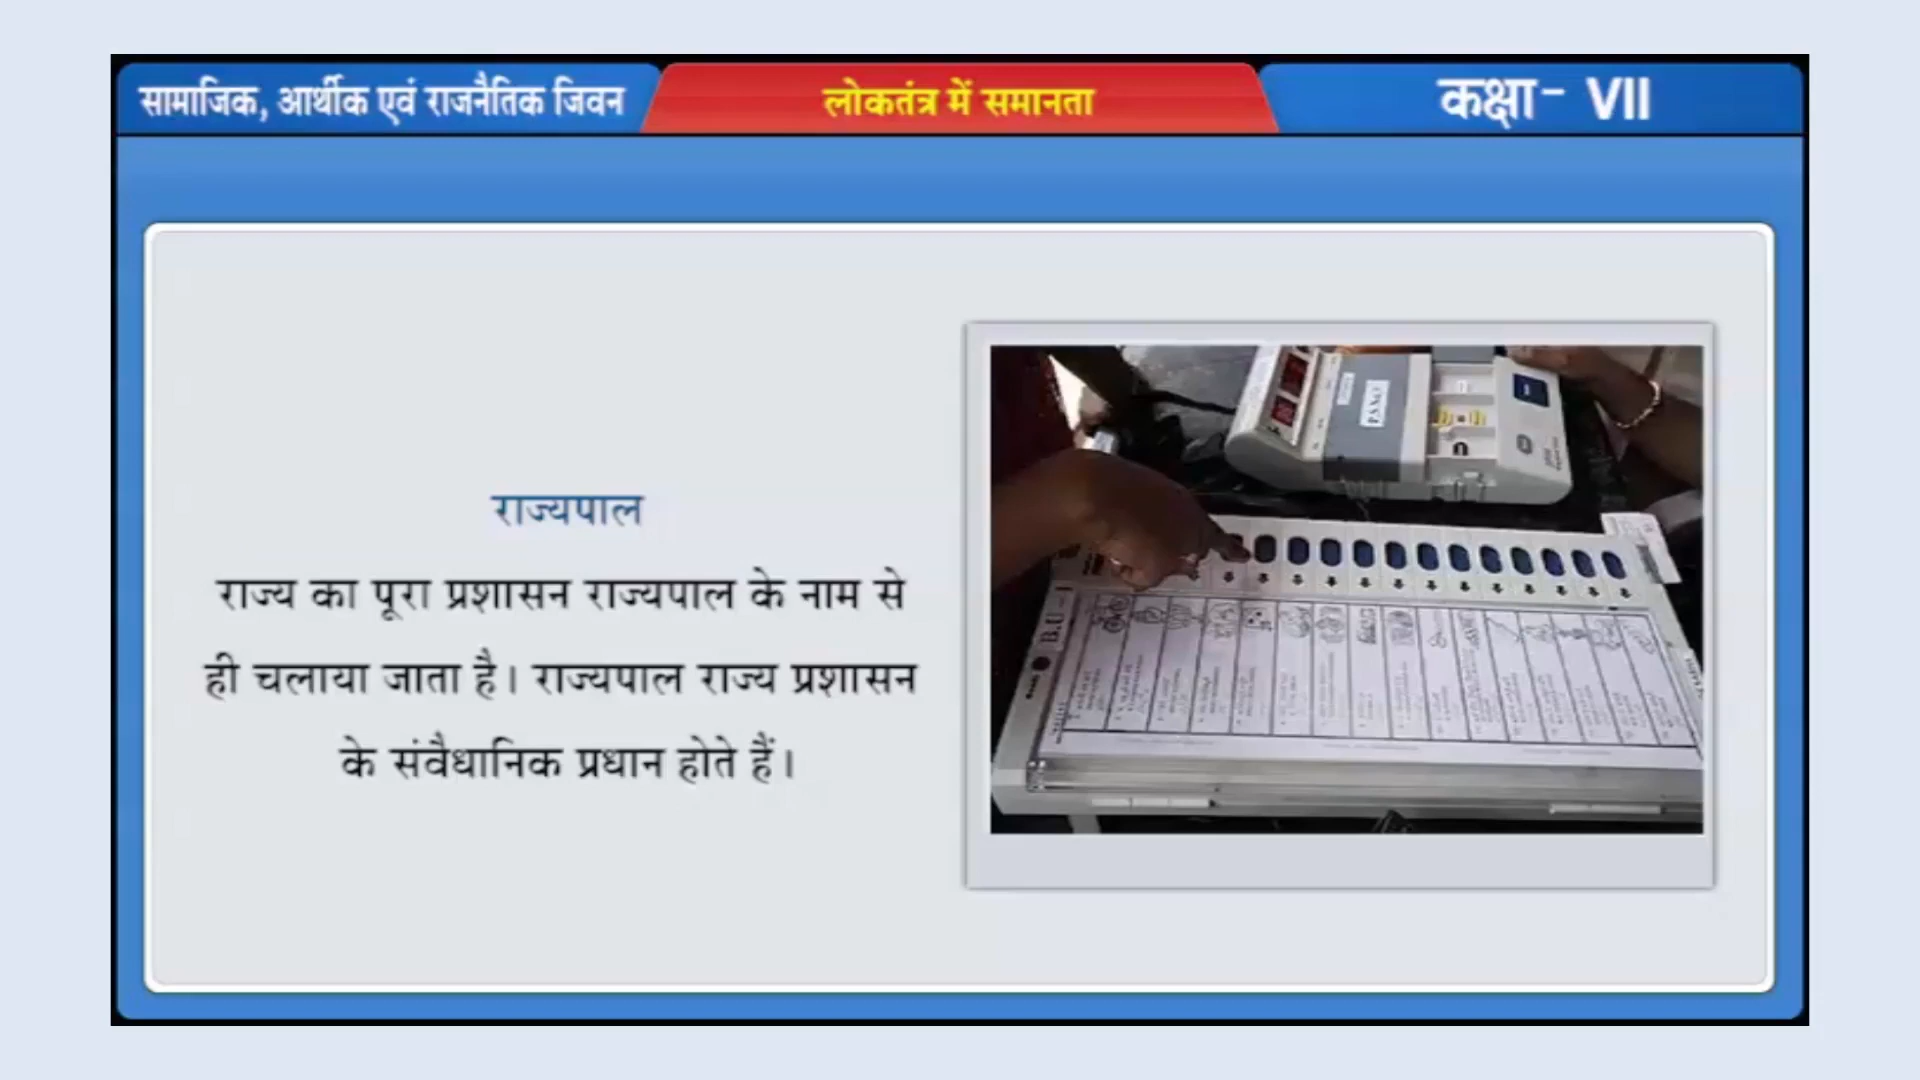 सामाजिक, आर्थीक एवं राजनैतिक जिवन
लोकतंत्र में समानता
कक्षा- VII
राज्यपाल
राज्य का पूरा प्रशासन राज्यपाल के नाम से
ही चलाया जाता है। राज्यपाल राज्य प्रशासन
के संवैधानिक प्रधान होते हैं।
B.U - I